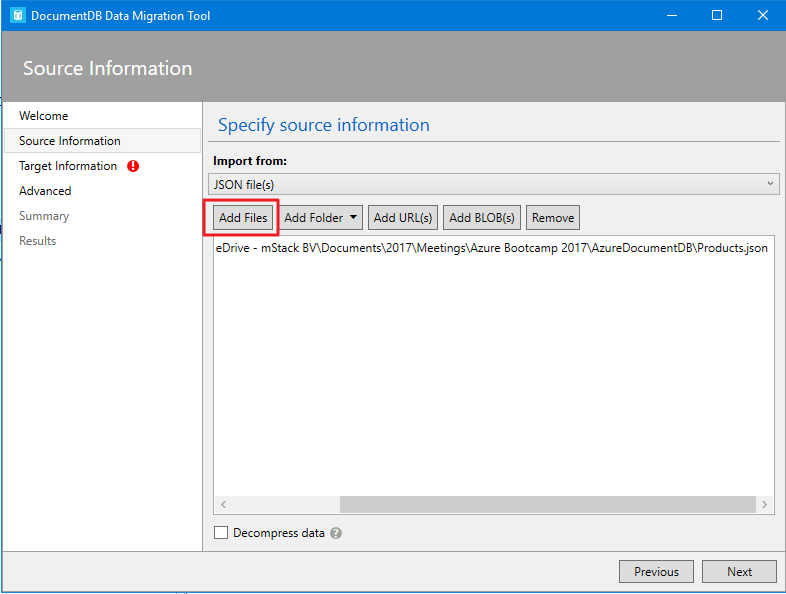 DocumentDB Data Migration Tool
Source Information
Welcome
Source Information
Target Information
Advanced
Summary
Results
Specify source information
Import from:
JSON file(s)
Add Files Add Folder Add URL(s) Add BLOB(s) Remove
eDrive - mStack BV\Documents\2017\Meetings\Azure Bootcamp 2017\AzureDocumentDB\Products.json
Decompress data ?
Previous Next